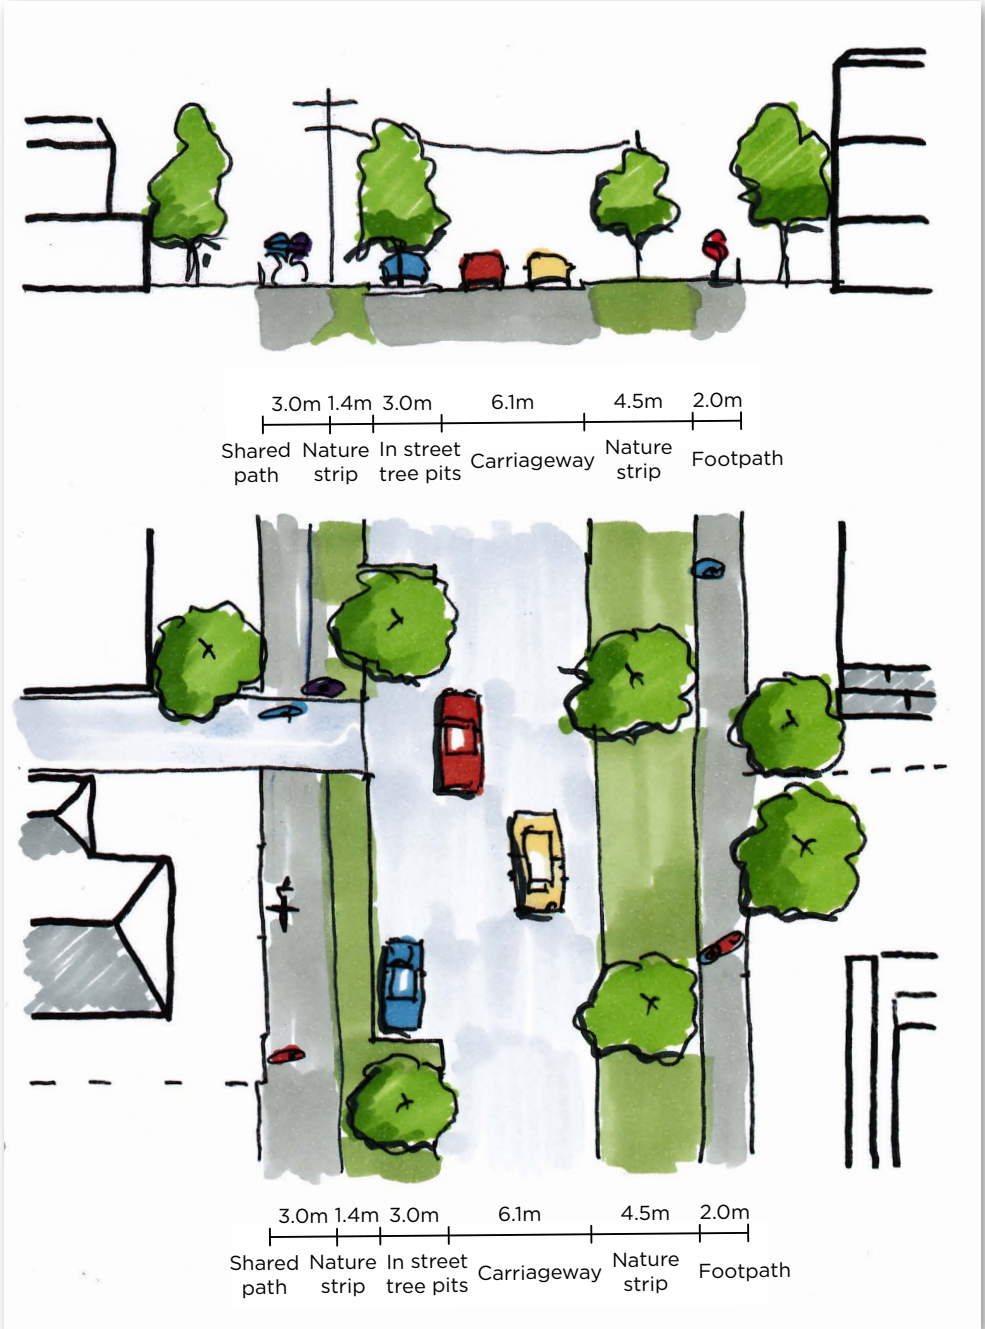 3.0m 1.4m 3.0m 6.1m 4.5m 2.0m
Shared path
Nature strip
In street tree pits
Carriageway
Nature strip
Footpath
3.0m 1.4m 3.0m 6.1m 4.5m 2.0m
Shared path
Nature strip
In street tree pits
Carriageway
Nature strip
Footpath